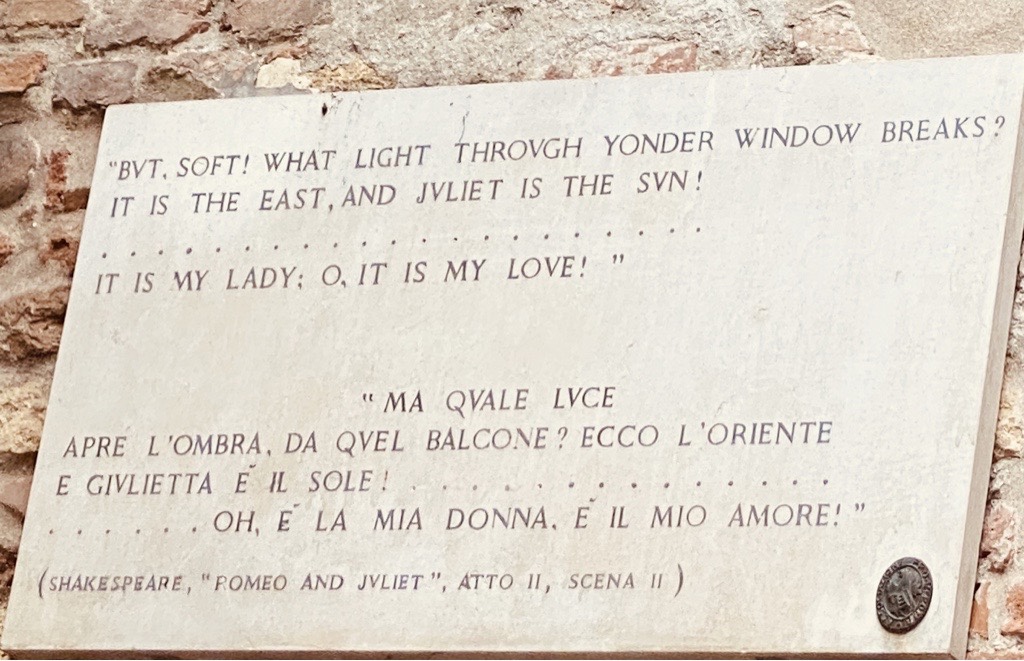 "BVT, SOFT! WHAT LIGHT THROVGH YONDER WINDOW BREAKS?
IT IS THE EAST, AND JVLIET IS THE SVN!
. . . . . . . . . . . . . . . . . . . . .
IT IS MY LADY; O, IT IS MY LOVE! "
" MA QVALE LVCE
APRE L'OMBRA, DA QVEL BALCONE? ECCO L'ORIENTE
E GIVLIETTA È IL SOLE! . . . . . . . . . . . . . .
. . . . . . OH, È LA MIA DONNA, È IL MIO AMORE! "
(SHAKESPEARE, "ROMEO AND JVLIET", ATTO II, SCENA II )